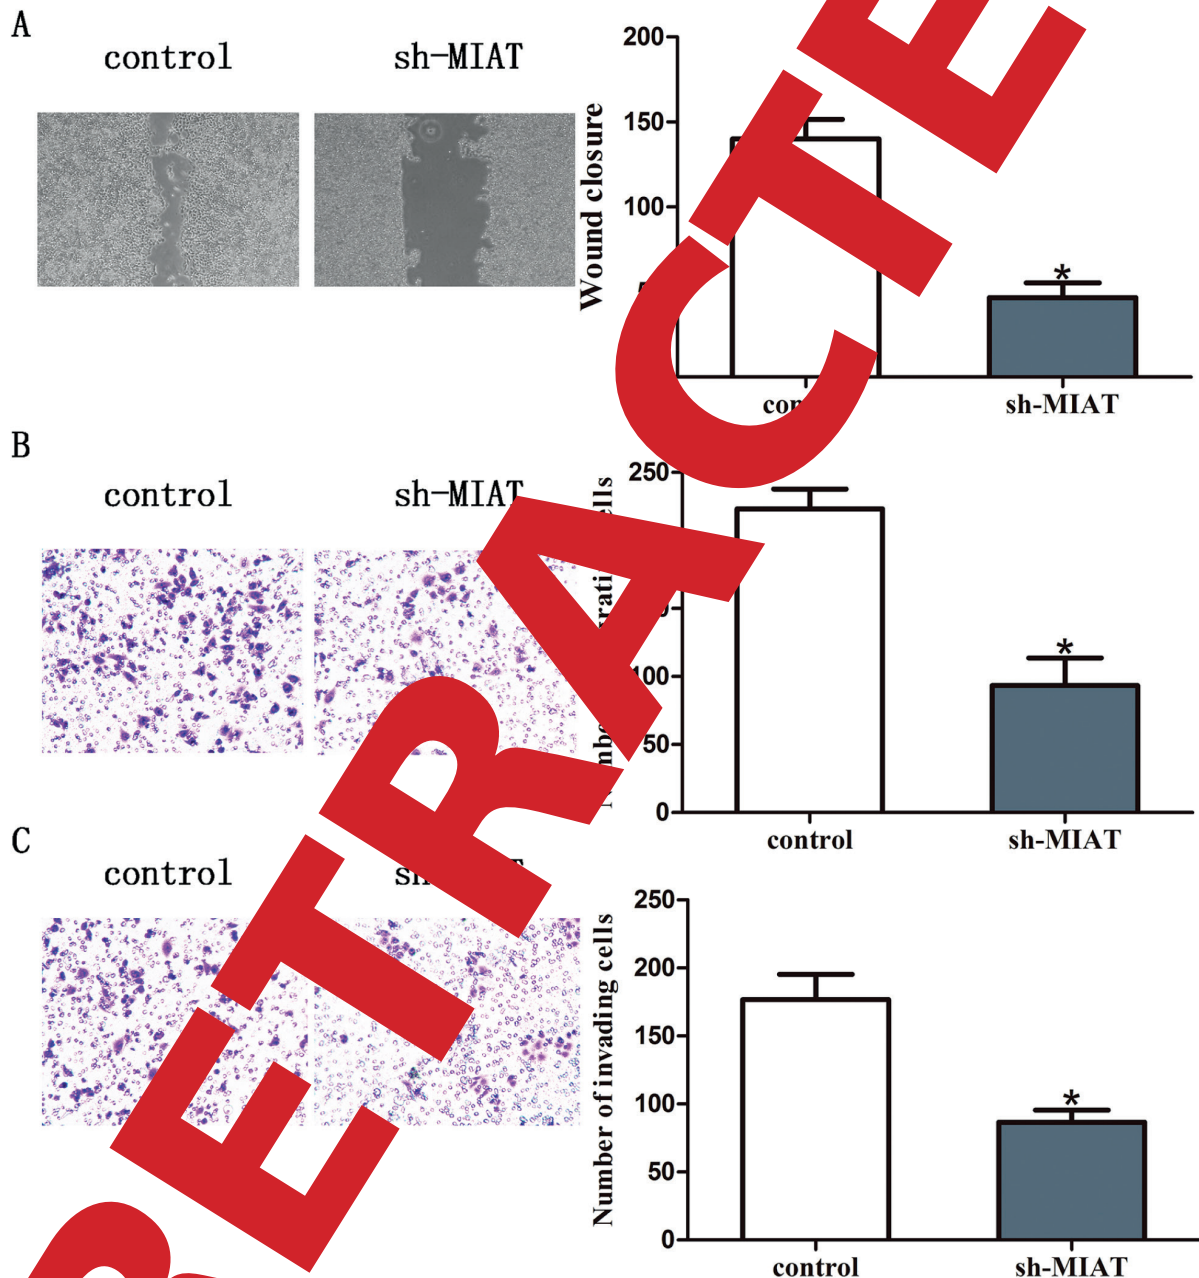 A
control sh-MIAT
200
150
100
Wound closure
*
sh-MIAT
B
control sh-MIAT
250
100
50
0
*
control sh-MIAT
C
control
250
200
150
100
50
0
Number of invading cells
*
control sh-MIAT
RETRACTE